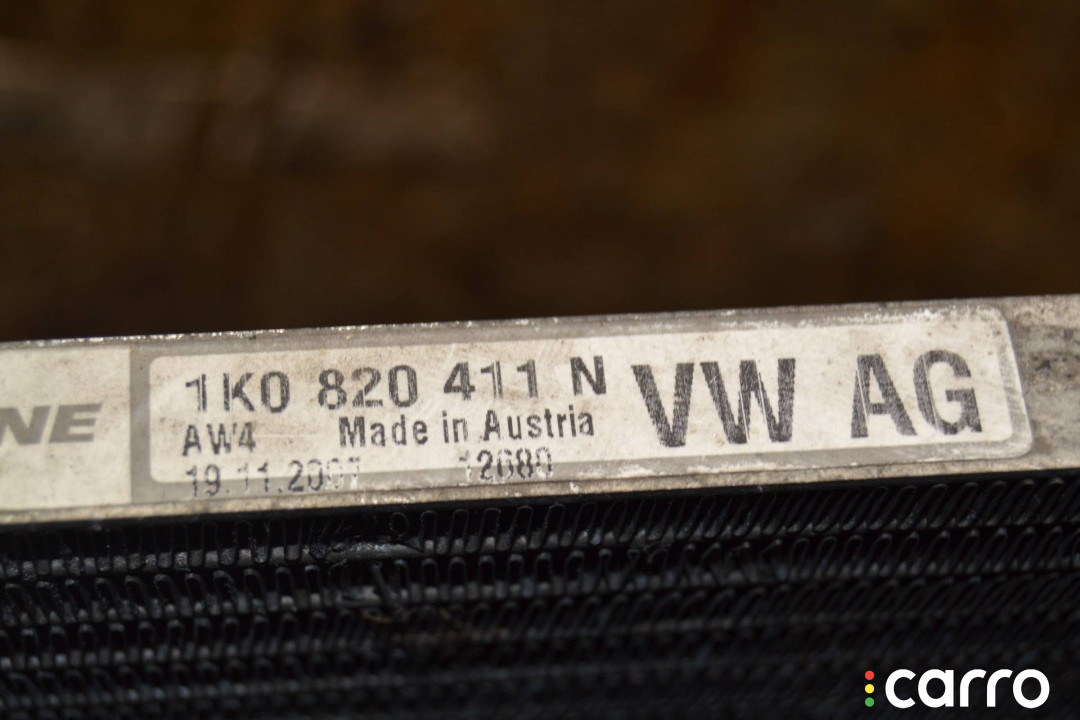 NE
1K0 820 411 N VW AG
AW4 Made in Austria
19.11.2007 12680
carro